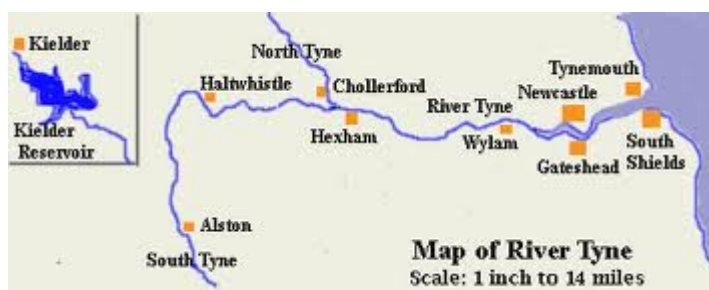 Kielder
Kielder
Reservoir
North Tyne
Haltwhistle
Chollerford
Hexham
River Tyne
Wylam
Newcastle
Gateshead
Tynemouth
South
Shields
Alston
South Tyne
Map of River Tyne
Scale: 1 inch to 14 miles